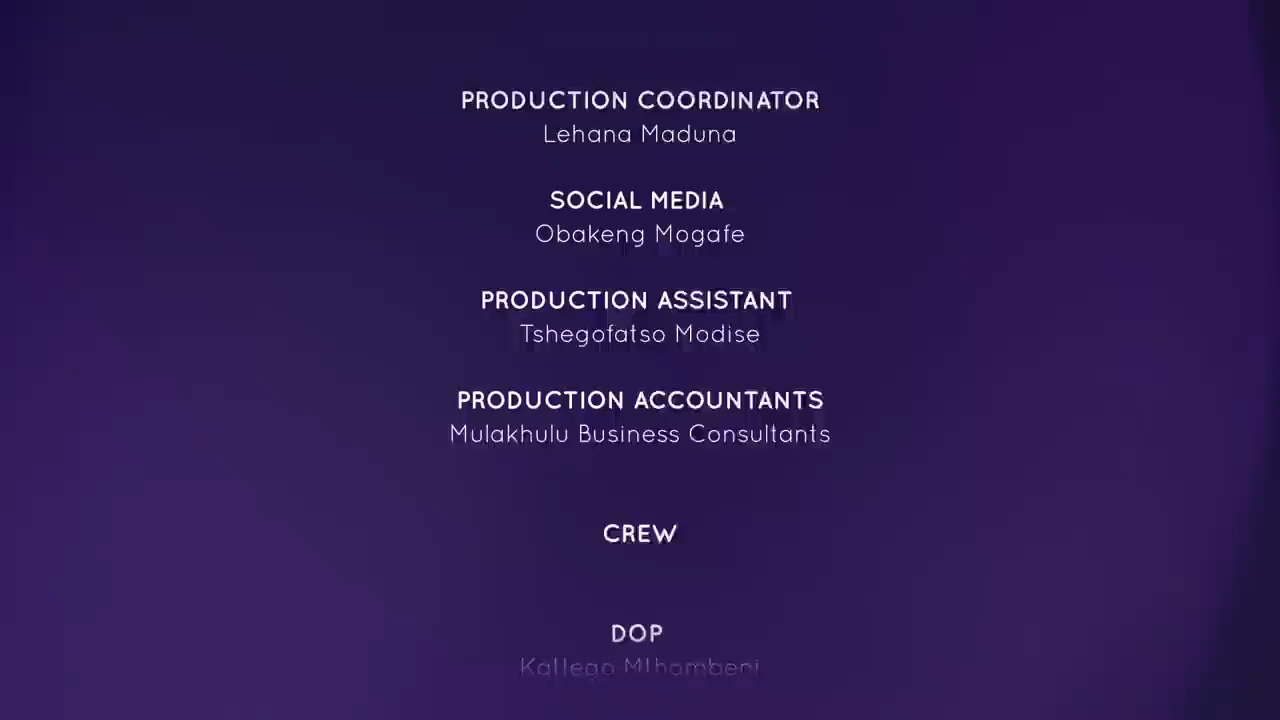 PRODUCTION COORDINATOR
Lehana Maduna
SOCIAL MEDIA
Obakeng Mogafe
PRODUCTION ASSISTANT
Tshegofatso Modise
PRODUCTION ACCOUNTANTS
Mulakhulu Business Consultants
CREW
DOP